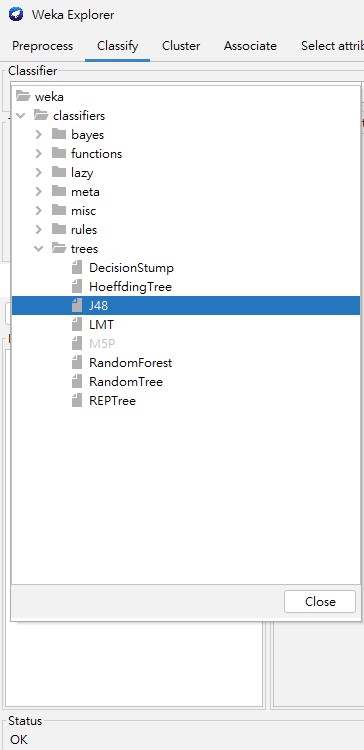 Weka Explorer
Preprocess Classify Cluster Associate Select attrib
Classifier
weka
classifiers
bayes
functions
lazy
meta
misc
rules
trees
DecisionStump
HoeffdingTree
J48
LMT
M5P
RandomForest
RandomTree
REPTree
Close
Status
OK